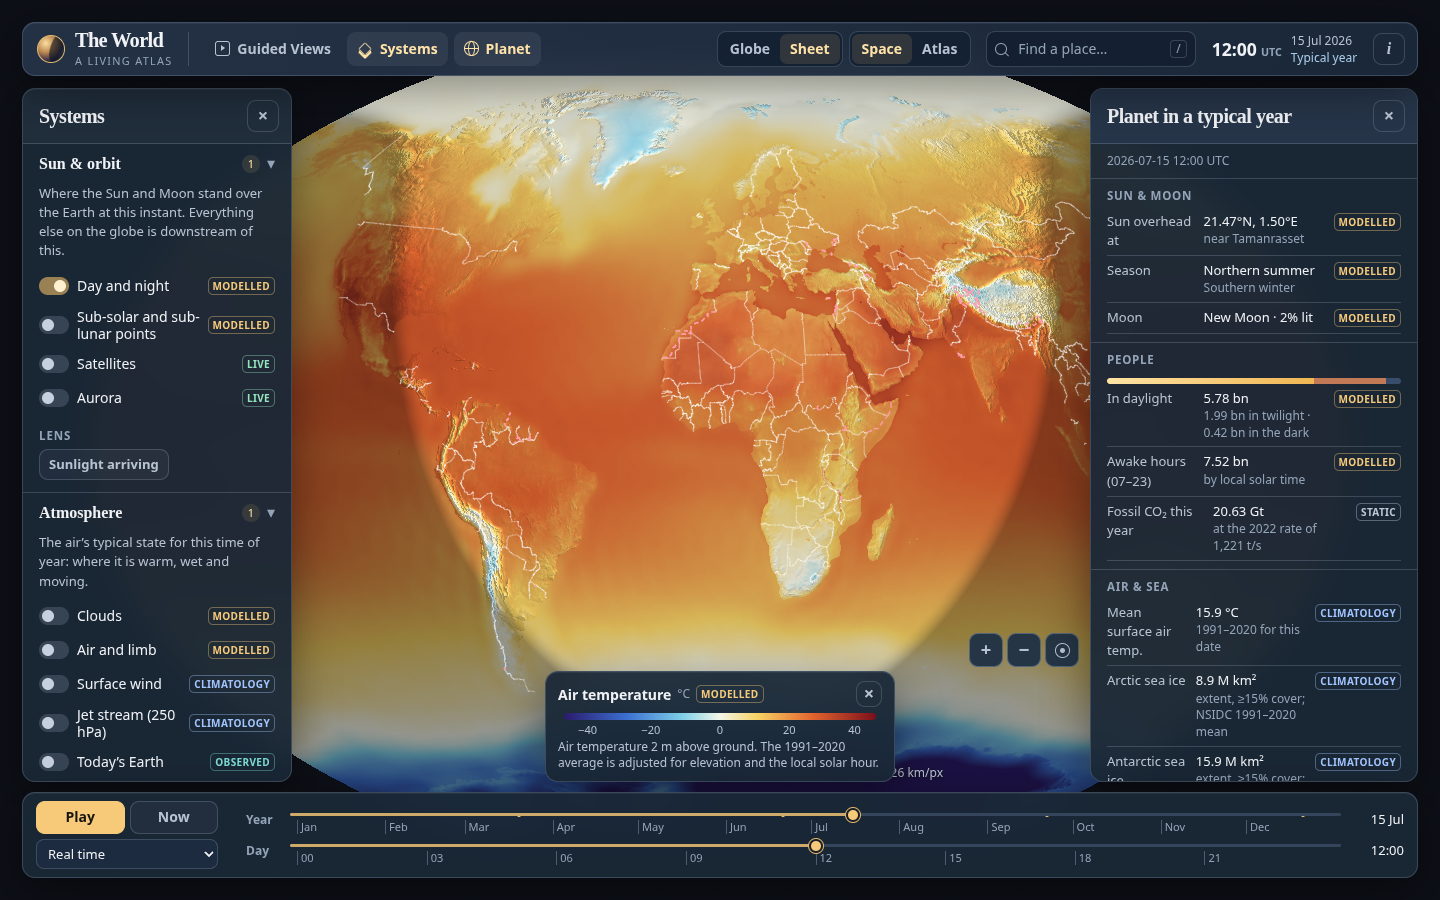 The World
A LIVING ATLAS
Guided Views
Systems
Planet
Globe
Sheet
Space
Atlas
Find a place...
/
12:00 UTC
15 Jul 2026
Typical year
i
Systems
×
Sun & orbit
1
Where the Sun and Moon stand over
the Earth at this instant. Everything
else on the globe is downstream of
this.
Day and night
MODELLED
Sub-solar and sub-
lunar points
MODELLED
Satellites
LIVE
Aurora
LIVE
LENS
Sunlight arriving
Atmosphere
1
The air's typical state for this time of
year: where it is warm, wet and
moving.
Clouds
MODELLED
Air and limb
MODELLED
Surface wind
CLIMATOLOGY
Jet stream (250
hPa)
CLIMATOLOGY
Today's Earth
OBSERVED
+
−
Air temperature °C MODELLED
×
−40
−20
0
20
40
Air temperature 2 m above ground. The 1991–2020
average is adjusted for elevation and the local solar hour.
26 km/px
Planet in a typical year
×
2026-07-15 12:00 UTC
SUN & MOON
Sun overhead
at
21.47°N, 1.50°E
near Tamanrasset
MODELLED
Season
Northern summer
Southern winter
MODELLED
Moon
New Moon · 2% lit
MODELLED
PEOPLE
In daylight
5.78 bn
1.99 bn in twilight ·
0.42 bn in the dark
MODELLED
Awake hours
(07–23)
7.52 bn
by local solar time
MODELLED
Fossil CO₂ this
year
20.63 Gt
at the 2022 rate of
1,221 t/s
STATIC
AIR & SEA
Mean
surface air
temp.
15.9 °C
1991–2020 for this
date
CLIMATOLOGY
Arctic sea ice
8.9 M km²
extent, ≥15% cover;
NSIDC 1991–2020
mean
CLIMATOLOGY
Antarctic sea
ice
15.9 M km²
extent, ≥15% cover;
CLIMATOLOGY
Play
Now
Real time
Year
Jan
Feb
Mar
Apr
May
Jun
Jul
Aug
Sep
Oct
Nov
Dec
15 Jul
Day
00
03
06
09
12
15
18
21
12:00